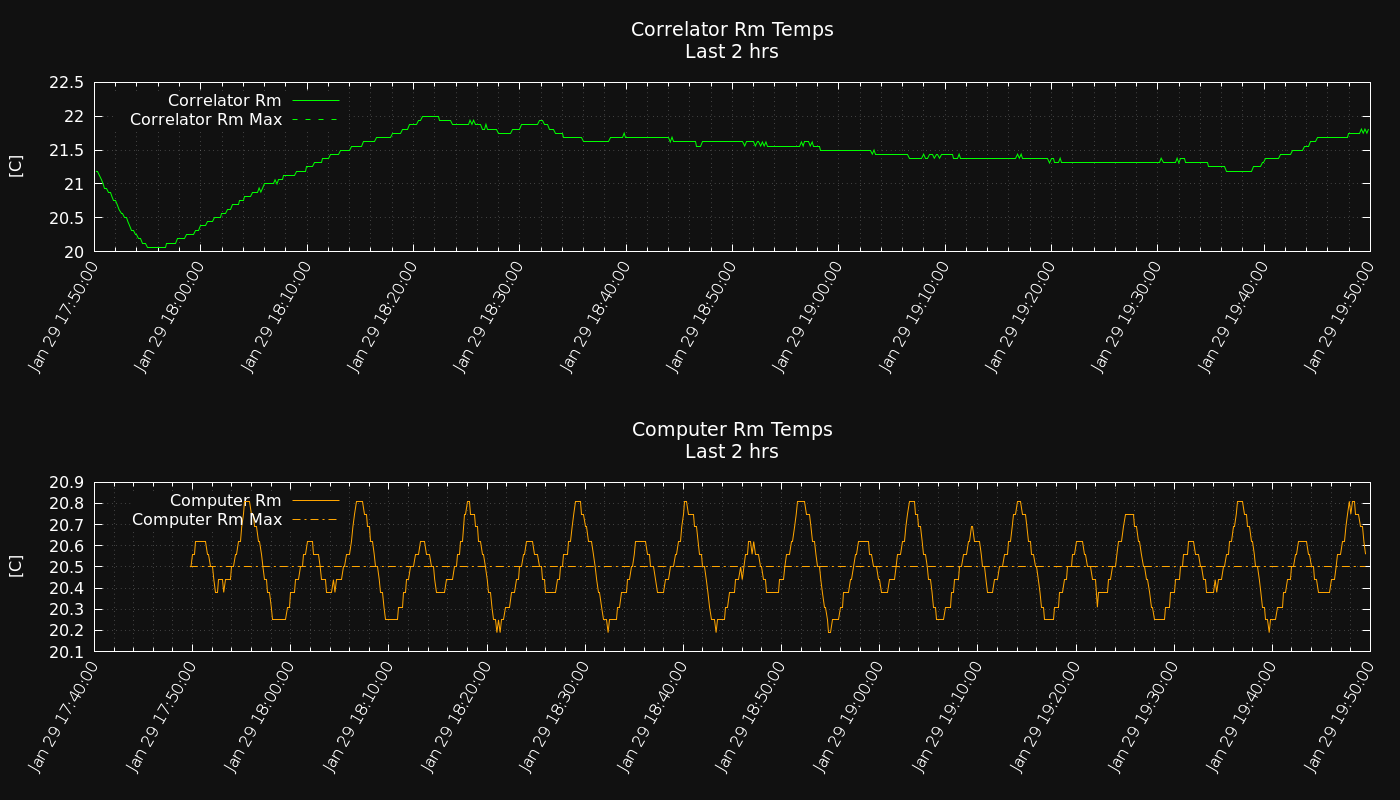 Correlator Rm Temps
Last 2 hrs
Correlator Rm
Correlator Rm Max
[C]
22.5
22
21.5
21
20.5
20
Jan 29 17:50:00
Jan 29 18:00:00
Jan 29 18:10:00
Jan 29 18:20:00
Jan 29 18:30:00
Jan 29 18:40:00
Jan 29 18:50:00
Jan 29 19:00:00
Jan 29 19:10:00
Jan 29 19:20:00
Jan 29 19:30:00
Jan 29 19:40:00
Jan 29 19:50:00
Computer Rm Temps
Last 2 hrs
Computer Rm
Computer Rm Max
[C]
20.9
20.8
20.7
20.6
20.5
20.4
20.3
20.2
20.1
Jan 29 17:40:00
Jan 29 17:50:00
Jan 29 18:00:00
Jan 29 18:10:00
Jan 29 18:20:00
Jan 29 18:30:00
Jan 29 18:40:00
Jan 29 18:50:00
Jan 29 19:00:00
Jan 29 19:10:00
Jan 29 19:20:00
Jan 29 19:30:00
Jan 29 19:40:00
Jan 29 19:50:00